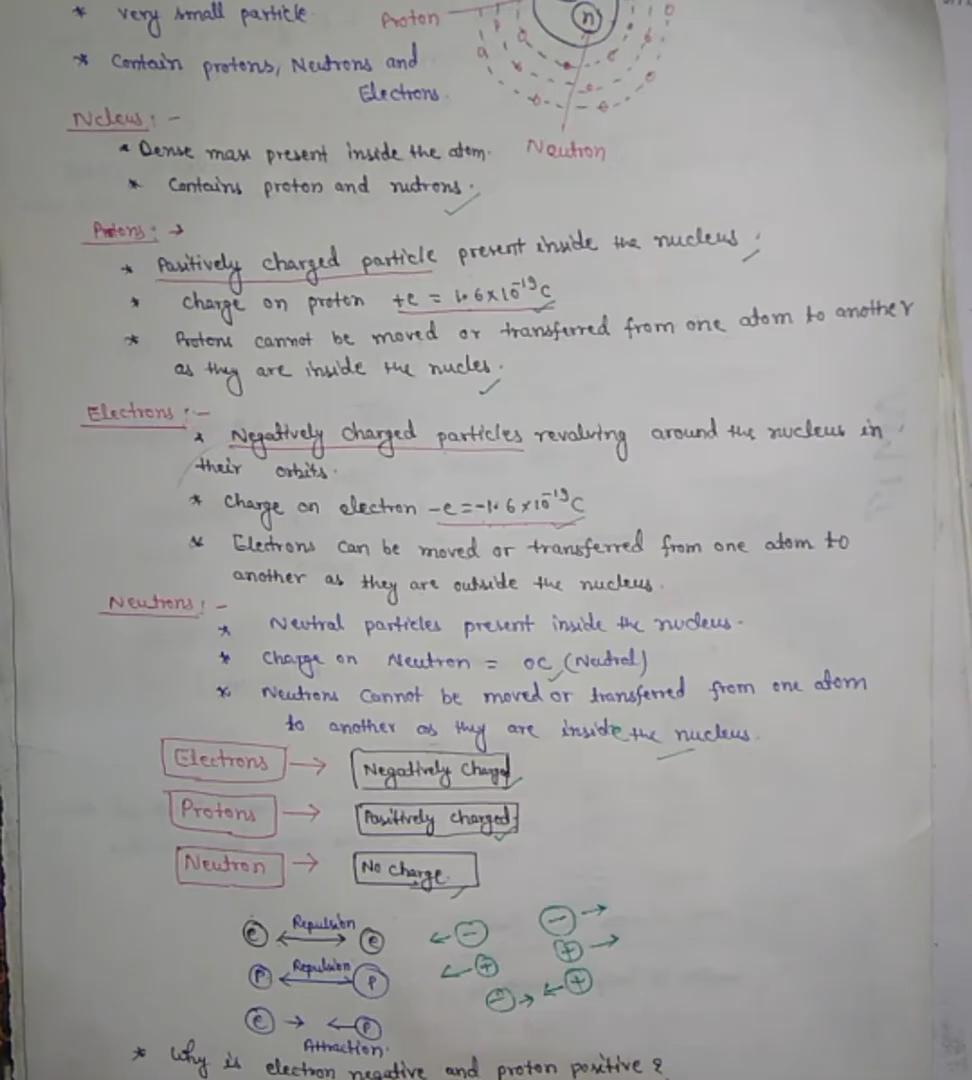 * very small particle.
Proton
n
* Contain protons, Neutrons and
Electrons.
Neutron
Ncleus: -
* Dense mass present inside the atom.
* Contains proton and nutrons.
Protons: →
* Positively charged particle present inside the nucleus.
* charge on proton +e = 1.6x10⁻¹⁹C
* Protons cannot be moved or transferred from one atom to another
as they are inside the nucles.
Electrons :-
* Negatively charged particles revolving around the nucleus in
their orbits.
* Charge on electron -e=-1.6x10⁻¹⁹C
* Electrons can be moved or transferred from one atom to
another as they are outside the nucleus.
Neutrons: -
* Neutral particles present inside the nucleus.
* Charge on Neutron = 0C (Neutral)
* Neutrons Cannot be moved or transferred from one atom
to another as they are inside the nucleus.
Electrons → Negatively Charged
Protons → Positively charged
Neutron → No charge.
e Repulsion e
P Repulsion P
e → ← P
Attraction.
← - - →
← + + →
- → ← +
* Why is electron negative and proton positive?